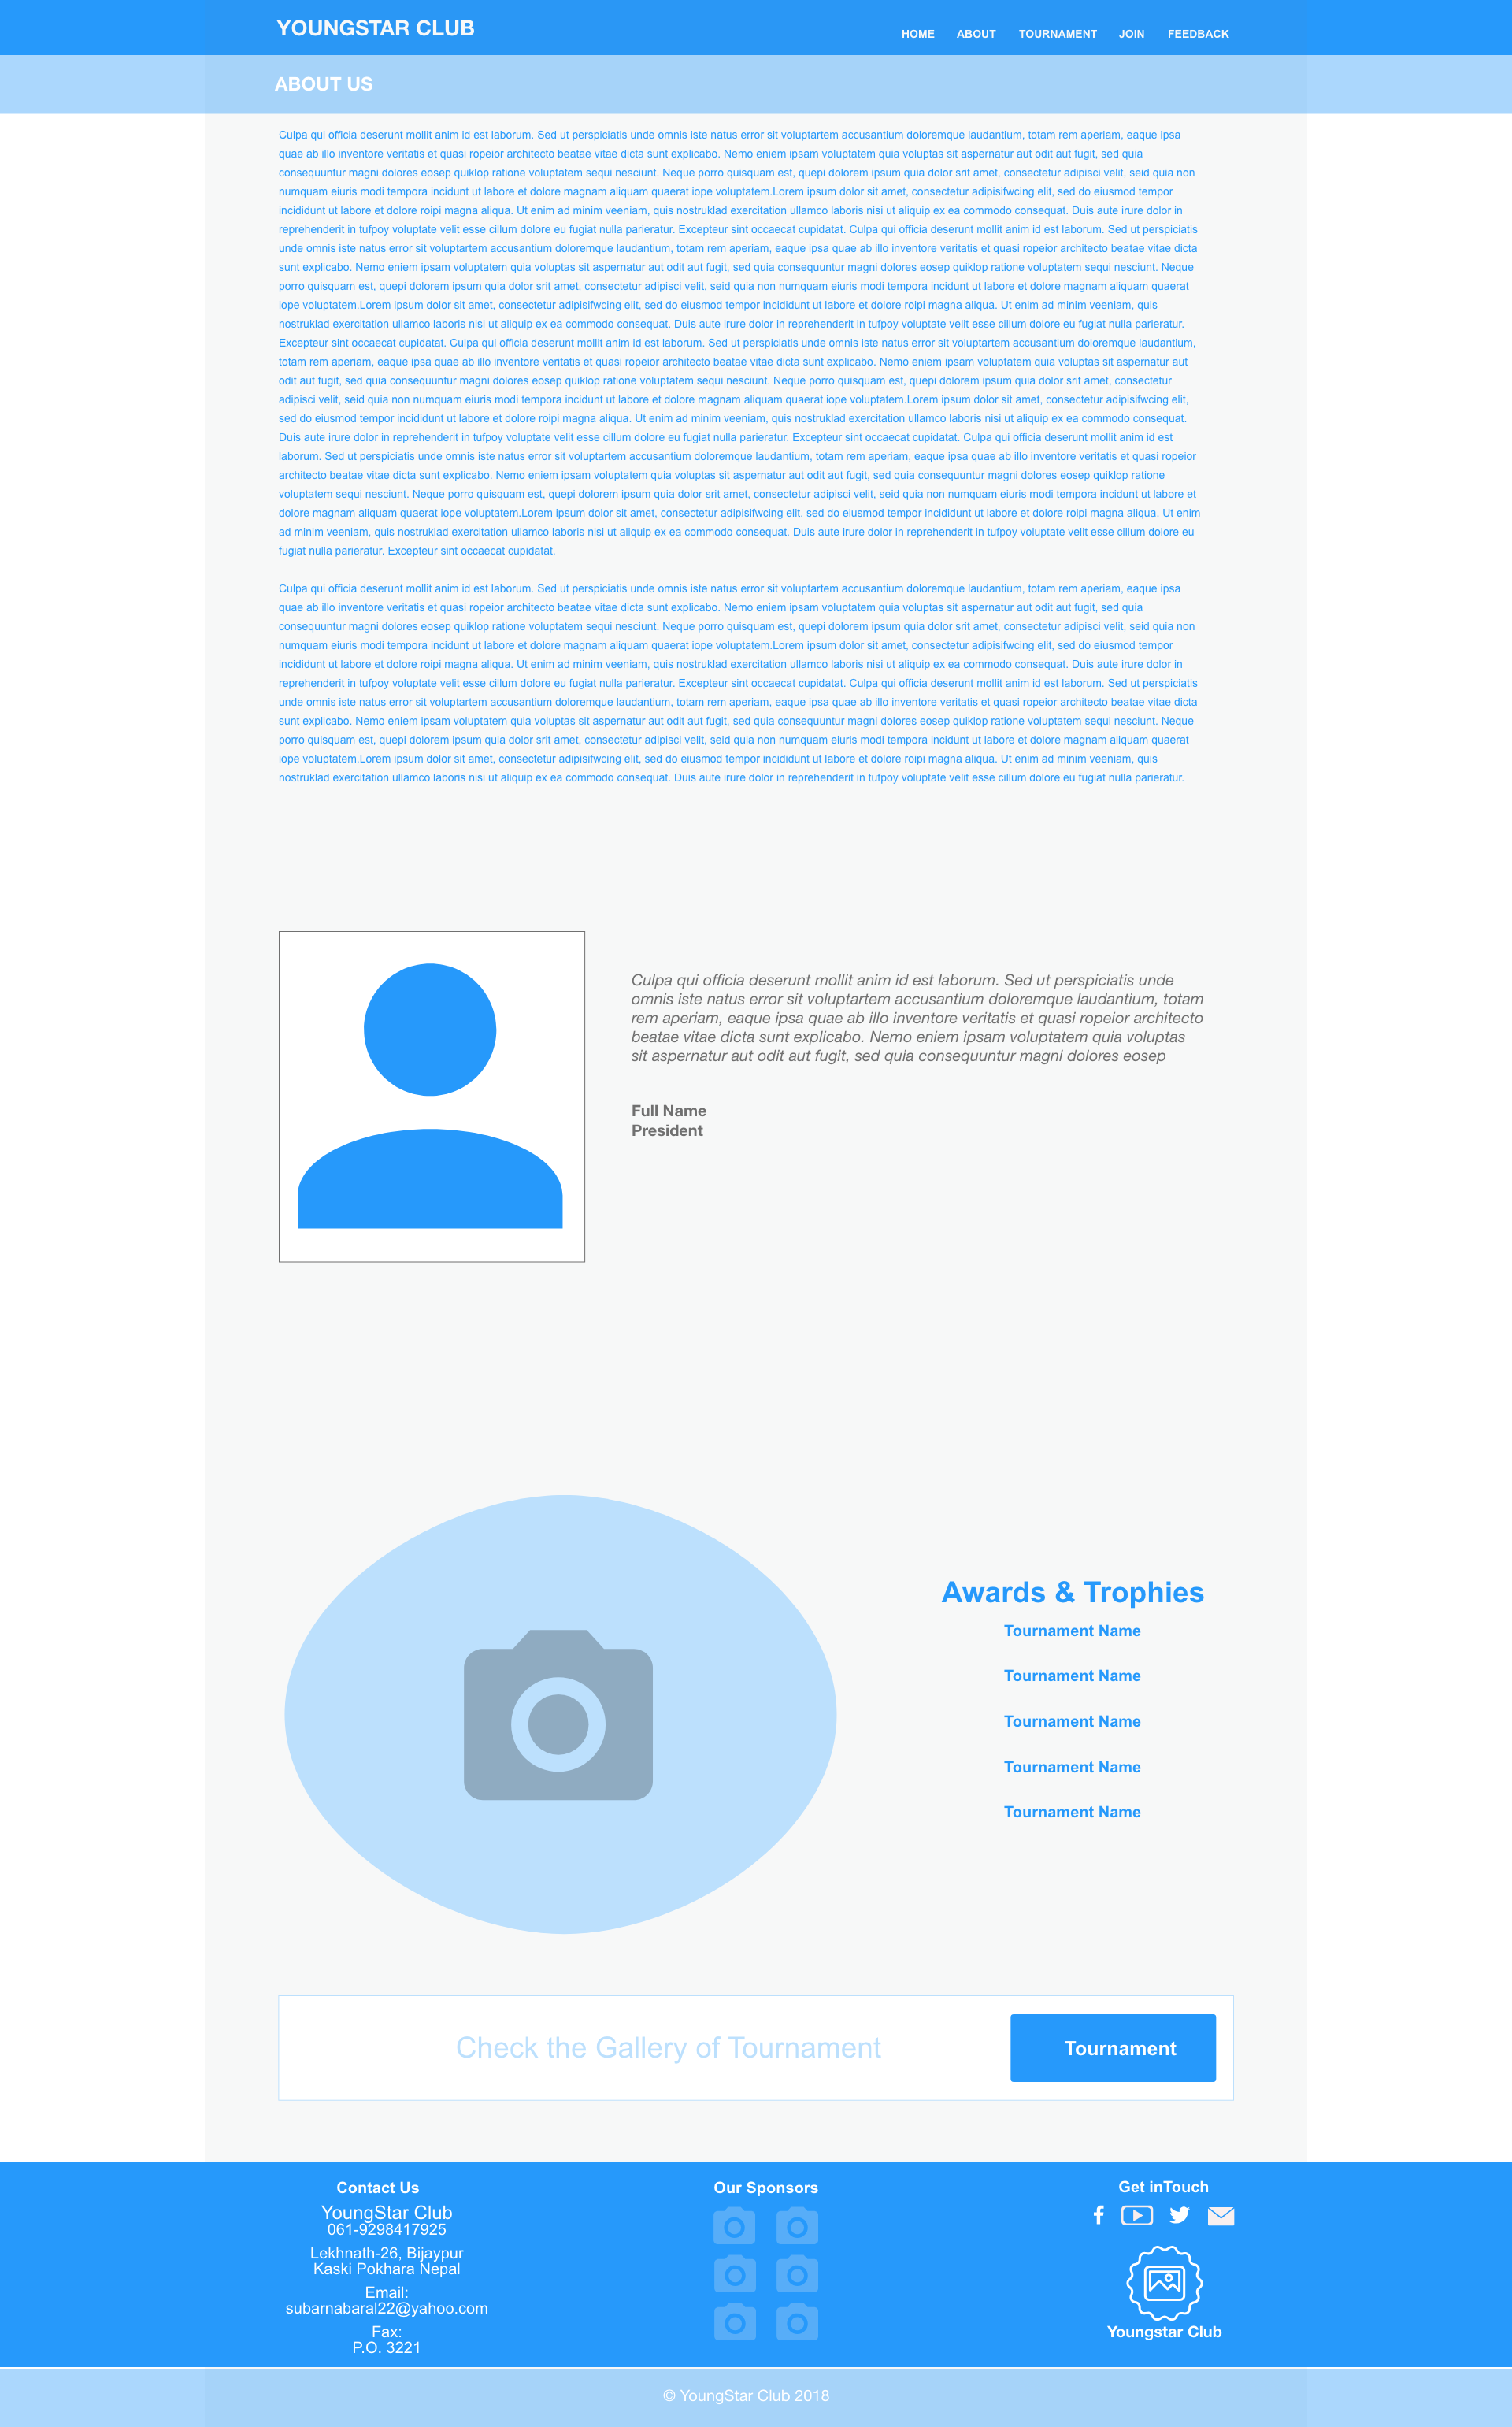 YOUNGSTAR CLUB
HOME ABOUT TOURNAMENT JOIN FEEDBACK
ABOUT US
Culpa qui officia deserunt mollit anim id est laborum. Sed ut perspiciatis unde omnis iste natus error sit voluptartem accusantium doloremque laudantium, totam rem aperiam, eaque ipsa
quae ab illo inventore veritatis et quasi ropeior architecto beatae vitae dicta sunt explicabo. Nemo eniem ipsam voluptatem quia voluptas sit aspernatur aut odit aut fugit, sed quia
consequuntur magni dolores eosep quiklop ratione voluptatem sequi nesciunt. Neque porro quisquam est, quepi dolorem ipsum quia dolor srit amet, consectetur adipisci velit, seid quia non
numquam eiuris modi tempora incidunt ut labore et dolore magnam aliquam quaerat iope voluptatem.Lorem ipsum dolor sit amet, consectetur adipisifwcing elit, sed do eiusmod tempor
incididunt ut labore et dolore roipi magna aliqua. Ut enim ad minim veeniam, quis nostruklad exercitation ullamco laboris nisi ut aliquip ex ea commodo consequat. Duis aute irure dolor in
reprehenderit in tufpoy voluptate velit esse cillum dolore eu fugiat nulla parieratur. Excepteur sint occaecat cupidatat. Culpa qui officia deserunt mollit anim id est laborum. Sed ut perspiciatis
unde omnis iste natus error sit voluptartem accusantium doloremque laudantium, totam rem aperiam, eaque ipsa quae ab illo inventore veritatis et quasi ropeior architecto beatae vitae dicta
sunt explicabo. Nemo eniem ipsam voluptatem quia voluptas sit aspernatur aut odit aut fugit, sed quia consequuntur magni dolores eosep quiklop ratione voluptatem sequi nesciunt. Neque
porro quisquam est, quepi dolorem ipsum quia dolor srit amet, consectetur adipisci velit, seid quia non numquam eiuris modi tempora incidunt ut labore et dolore magnam aliquam quaerat
iope voluptatem.Lorem ipsum dolor sit amet, consectetur adipisifwcing elit, sed do eiusmod tempor incididunt ut labore et dolore roipi magna aliqua. Ut enim ad minim veeniam, quis
nostruklad exercitation ullamco laboris nisi ut aliquip ex ea commodo consequat. Duis aute irure dolor in reprehenderit in tufpoy voluptate velit esse cillum dolore eu fugiat nulla parieratur.
Excepteur sint occaecat cupidatat. Culpa qui officia deserunt mollit anim id est laborum. Sed ut perspiciatis unde omnis iste natus error sit voluptartem accusantium doloremque laudantium,
totam rem aperiam, eaque ipsa quae ab illo inventore veritatis et quasi ropeior architecto beatae vitae dicta sunt explicabo. Nemo eniem ipsam voluptatem quia voluptas sit aspernatur aut
odit aut fugit, sed quia consequuntur magni dolores eosep quiklop ratione voluptatem sequi nesciunt. Neque porro quisquam est, quepi dolorem ipsum quia dolor srit amet, consectetur
adipisci velit, seid quia non numquam eiuris modi tempora incidunt ut labore et dolore magnam aliquam quaerat iope voluptatem.Lorem ipsum dolor sit amet, consectetur adipisifwcing elit,
sed do eiusmod tempor incididunt ut labore et dolore roipi magna aliqua. Ut enim ad minim veeniam, quis nostruklad exercitation ullamco laboris nisi ut aliquip ex ea commodo consequat.
Duis aute irure dolor in reprehenderit in tufpoy voluptate velit esse cillum dolore eu fugiat nulla parieratur. Excepteur sint occaecat cupidatat. Culpa qui officia deserunt mollit anim id est
laborum. Sed ut perspiciatis unde omnis iste natus error sit voluptartem accusantium doloremque laudantium, totam rem aperiam, eaque ipsa quae ab illo inventore veritatis et quasi ropeior
architecto beatae vitae dicta sunt explicabo. Nemo eniem ipsam voluptatem quia voluptas sit aspernatur aut odit aut fugit, sed quia consequuntur magni dolores eosep quiklop ratione
voluptatem sequi nesciunt. Neque porro quisquam est, quepi dolorem ipsum quia dolor srit amet, consectetur adipisci velit, seid quia non numquam eiuris modi tempora incidunt ut labore et
dolore magnam aliquam quaerat iope voluptatem.Lorem ipsum dolor sit amet, consectetur adipisifwcing elit, sed do eiusmod tempor incididunt ut labore et dolore roipi magna aliqua. Ut enim
ad minim veeniam, quis nostruklad exercitation ullamco laboris nisi ut aliquip ex ea commodo consequat. Duis aute irure dolor in reprehenderit in tufpoy voluptate velit esse cillum dolore eu
fugiat nulla parieratur. Excepteur sint occaecat cupidatat.
Culpa qui officia deserunt mollit anim id est laborum. Sed ut perspiciatis unde omnis iste natus error sit voluptartem accusantium doloremque laudantium, totam rem aperiam, eaque ipsa
quae ab illo inventore veritatis et quasi ropeior architecto beatae vitae dicta sunt explicabo. Nemo eniem ipsam voluptatem quia voluptas sit aspernatur aut odit aut fugit, sed quia
consequuntur magni dolores eosep quiklop ratione voluptatem sequi nesciunt. Neque porro quisquam est, quepi dolorem ipsum quia dolor srit amet, consectetur adipisci velit, seid quia non
numquam eiuris modi tempora incidunt ut labore et dolore magnam aliquam quaerat iope voluptatem.Lorem ipsum dolor sit amet, consectetur adipisifwcing elit, sed do eiusmod tempor
incididunt ut labore et dolore roipi magna aliqua. Ut enim ad minim veeniam, quis nostruklad exercitation ullamco laboris nisi ut aliquip ex ea commodo consequat. Duis aute irure dolor in
reprehenderit in tufpoy voluptate velit esse cillum dolore eu fugiat nulla parieratur. Excepteur sint occaecat cupidatat. Culpa qui officia deserunt mollit anim id est laborum. Sed ut perspiciatis
unde omnis iste natus error sit voluptartem accusantium doloremque laudantium, totam rem aperiam, eaque ipsa quae ab illo inventore veritatis et quasi ropeior architecto beatae vitae dicta
sunt explicabo. Nemo eniem ipsam voluptatem quia voluptas sit aspernatur aut odit aut fugit, sed quia consequuntur magni dolores eosep quiklop ratione voluptatem sequi nesciunt. Neque
porro quisquam est, quepi dolorem ipsum quia dolor srit amet, consectetur adipisci velit, seid quia non numquam eiuris modi tempora incidunt ut labore et dolore magnam aliquam quaerat
iope voluptatem.Lorem ipsum dolor sit amet, consectetur adipisifwcing elit, sed do eiusmod tempor incididunt ut labore et dolore roipi magna aliqua. Ut enim ad minim veeniam, quis
nostruklad exercitation ullamco laboris nisi ut aliquip ex ea commodo consequat. Duis aute irure dolor in reprehenderit in tufpoy voluptate velit esse cillum dolore eu fugiat nulla parieratur.
Culpa qui officia deserunt mollit anim id est laborum. Sed ut perspiciatis unde
omnis iste natus error sit voluptartem accusantium doloremque laudantium, totam
rem aperiam, eaque ipsa quae ab illo inventore veritatis et quasi ropeior architecto
beatae vitae dicta sunt explicabo. Nemo eniem ipsam voluptatem quia voluptas
sit aspernatur aut odit aut fugit, sed quia consequuntur magni dolores eosep
Full Name
President
Awards & Trophies
Tournament Name
Tournament Name
Tournament Name
Tournament Name
Tournament Name
Check the Gallery of Tournament
Tournament
Contact Us
YoungStar Club
061-9298417925
Lekhnath-26, Bijaypur
Kaski Pokhara Nepal
Email:
subarnabaral22@yahoo.com
Fax:
P.O. 3221
Our Sponsors
Get inTouch
Youngstar Club
© YoungStar Club 2018